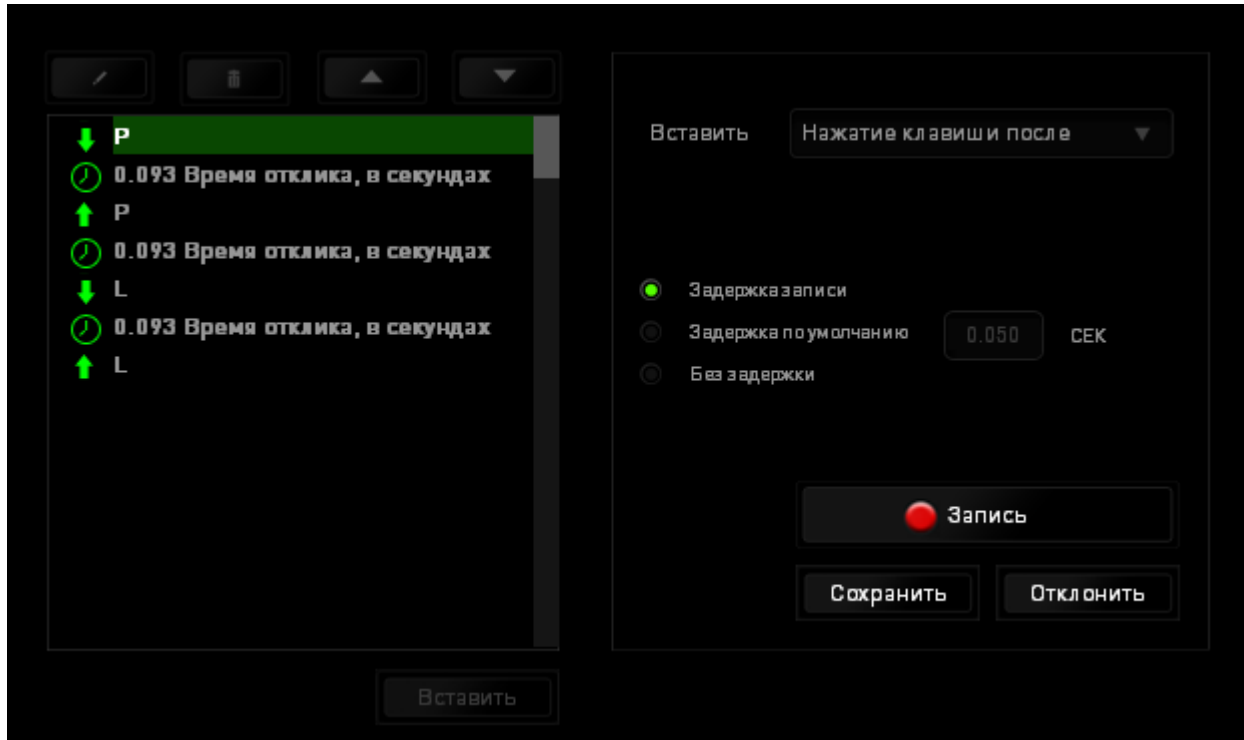 P
0.093 Время отклика, в секундах
P
0.093 Время отклика, в секундах
L
0.093 Время отклика, в секундах
L
Вставить
Вставить Нажатие клавиши после
Задержка записи
Задержка по умолчанию 0.050 СЕК
Без задержки
Запись
Сохранить Отклонить